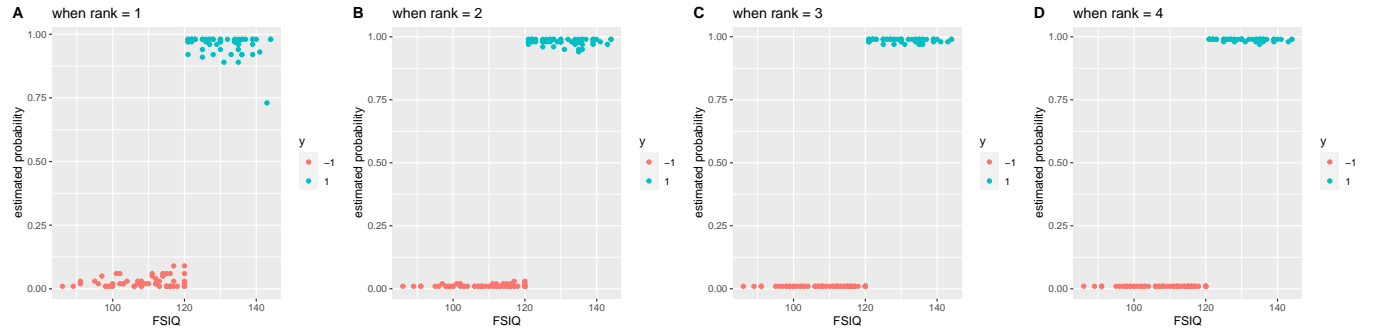 A when rank = 1
1.00
0.75
0.50
0.25
0.00
estimated probability
100 120 140
FSIQ
y
−1
1
B when rank = 2
1.00
0.75
0.50
0.25
0.00
estimated probability
100 120 140
FSIQ
y
−1
1
C when rank = 3
1.00
0.75
0.50
0.25
0.00
estimated probability
100 120 140
FSIQ
y
−1
1
D when rank = 4
1.00
0.75
0.50
0.25
0.00
estimated probability
100 120 140
FSIQ
y
−1
1